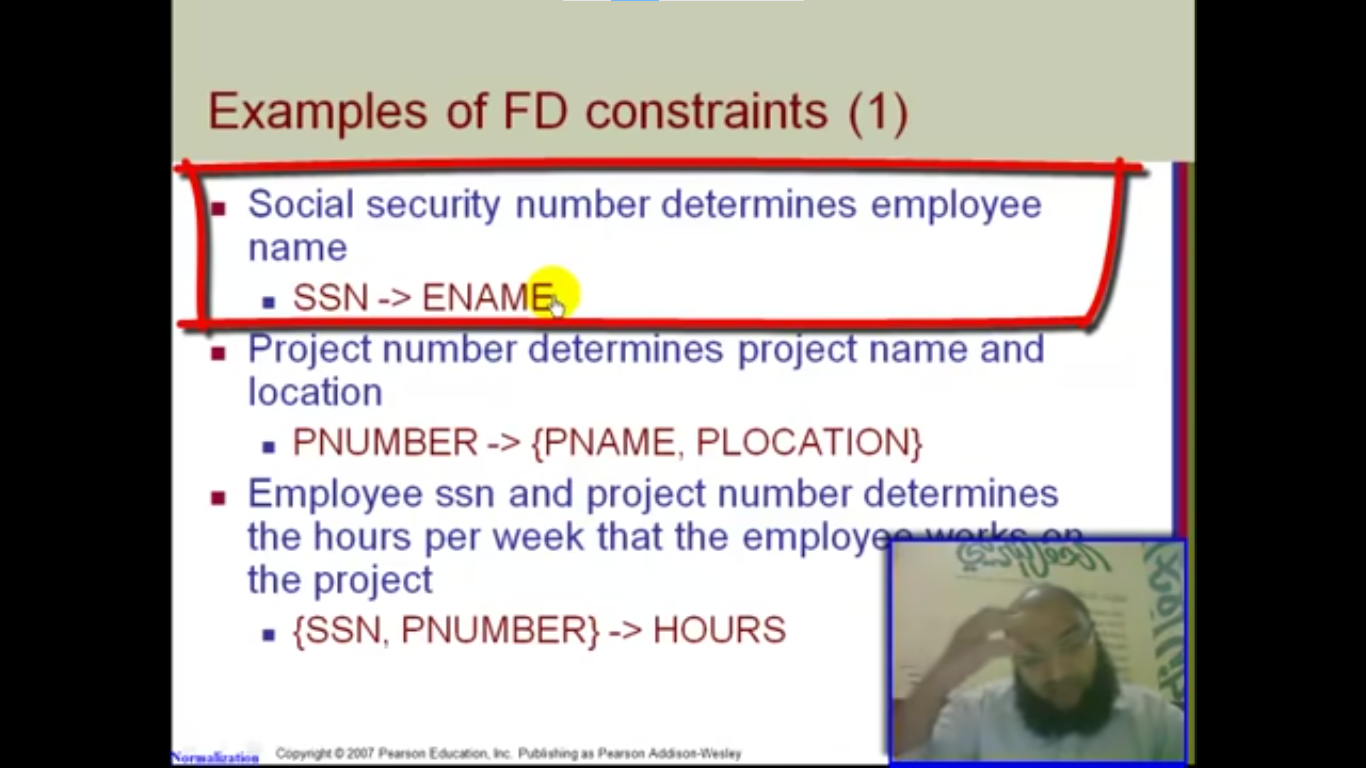 Examples of FD constraints (1)
Social security number determines employee
name
SSN -> ENAME
Project number determines project name and
location
PNUMBER -> {PNAME, PLOCATION}
Employee ssn and project number determines
the hours per week that the employee works on
the project
{SSN, PNUMBER} -> HOURS
Normalization
Copyright © 2007 Pearson Education, Inc. Publishing as Pearson Addison-Wesley